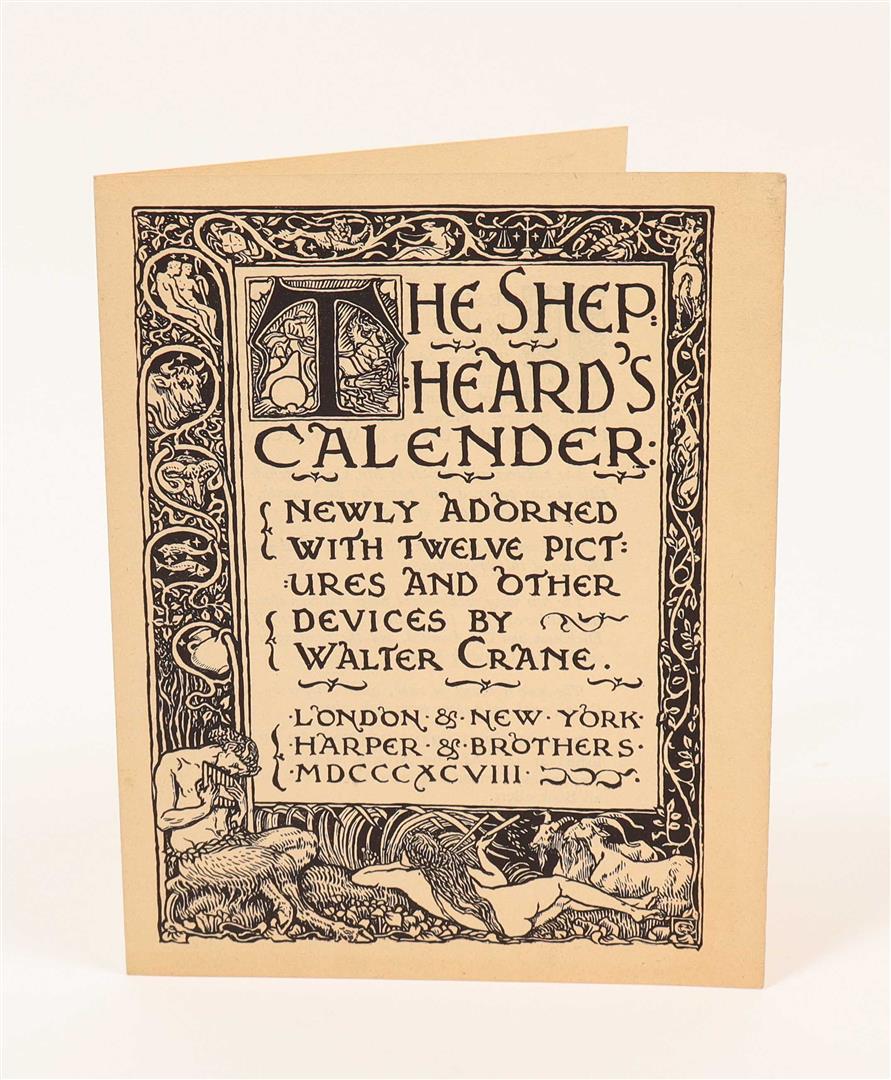 THE SHEP:
:HEARD'S
CALENDER:
NEWLY ADORNED
WITH TWELVE PICT:
:URES AND OTHER
DEVICES BY
WALTER CRANE.
·LONDON·&·NEW·YORK·
HARPER·&·BROTHERS·
·MDCCCXCVIII·